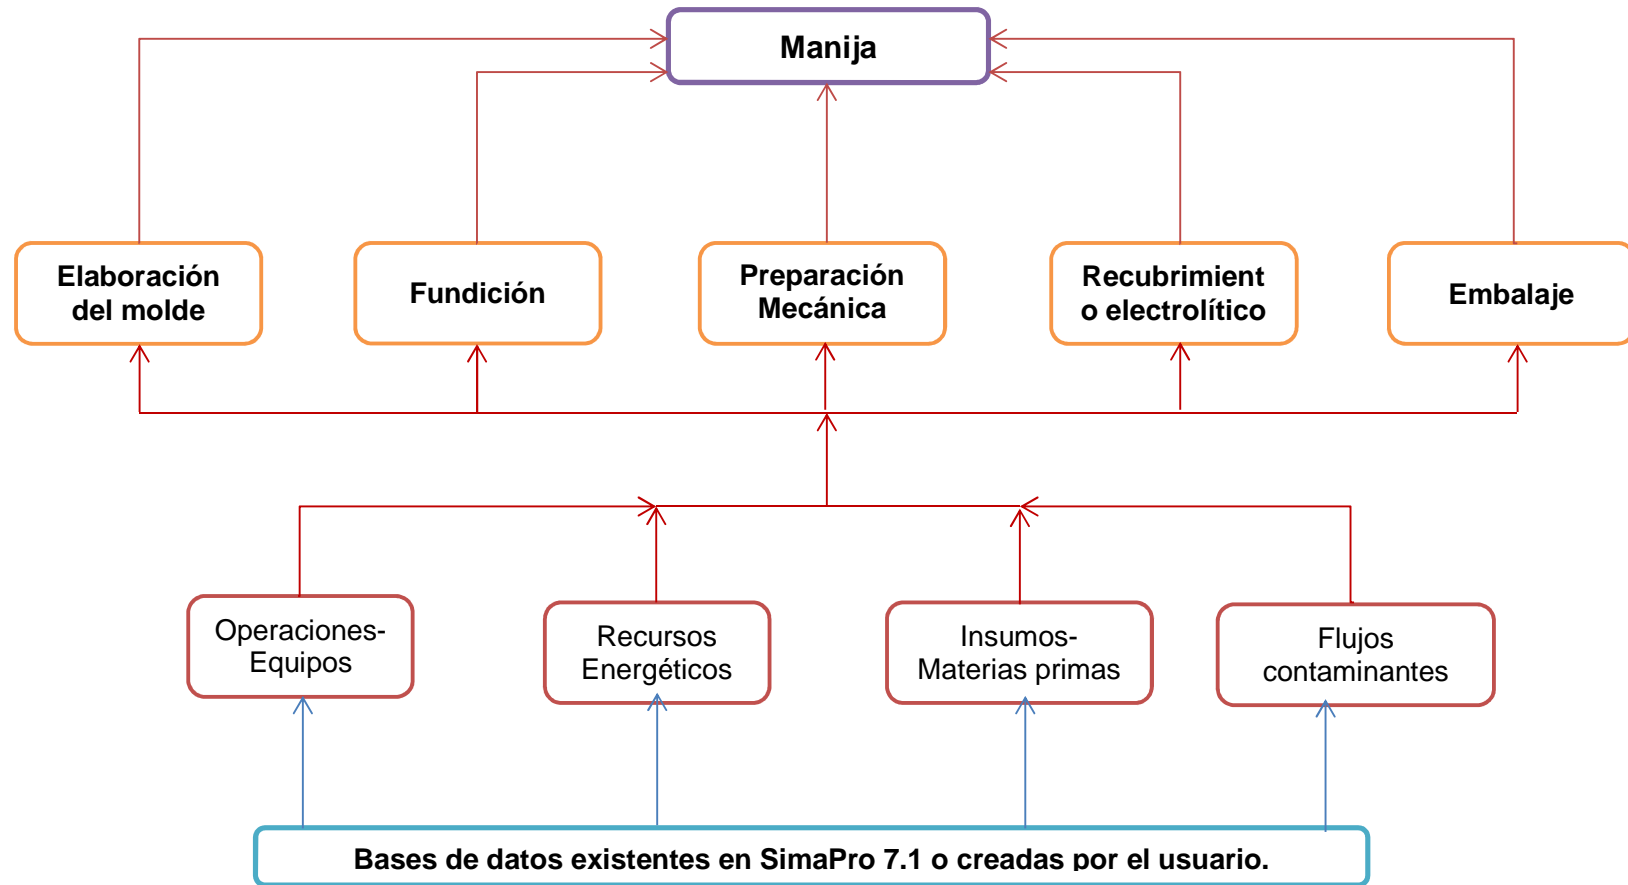 Manija
Elaboración
del molde
Fundición
Preparación
Mecánica
Recubrimient
o electrolítico
Embalaje
Operaciones-
Equipos
Recursos
Energéticos
Insumos-
Materias primas
Flujos
contaminantes
Bases de datos existentes en SimaPro 7.1 o creadas por el usuario.